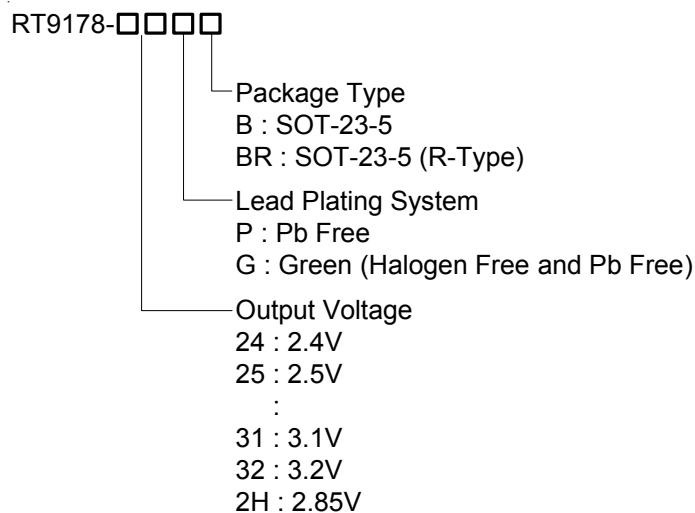 RT9178-□□□□
Package Type
B : SOT-23-5
BR : SOT-23-5 (R-Type)
Lead Plating System
P : Pb Free
G : Green (Halogen Free and Pb Free)
Output Voltage
24 : 2.4V
25 : 2.5V
:
31 : 3.1V
32 : 3.2V
2H : 2.85V